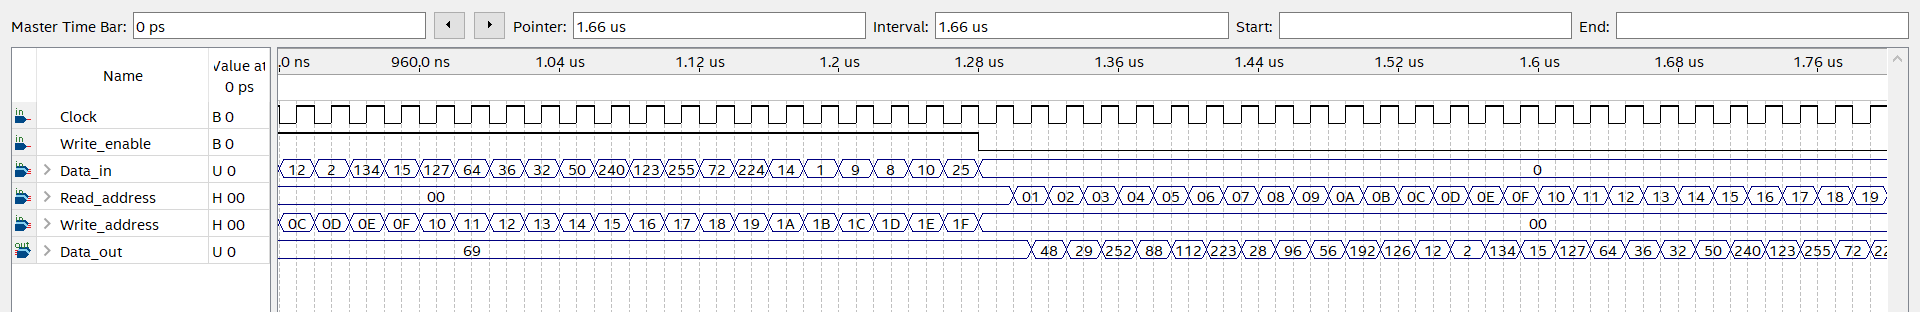 Master Time Bar: 0 ps Pointer: 1.66 us Interval: 1.66 us Start: End:
Name Value at 0 ps .0 ns 960.0 ns 1.04 us 1.12 us 1.2 us 1.28 us 1.36 us 1.44 us 1.52 us 1.6 us 1.68 us 1.76 us
in Clock B 0
in Write_enable B 0
in Data_in U 0 12 2 134 15 127 64 36 32 50 240 123 255 72 224 14 1 9 8 10 25 0
in Read_address H 00 00 01 02 03 04 05 06 07 08 09 0A 0B 0C 0D 0E 0F 10 11 12 13 14 15 16 17 18 19
in Write_address H 00 0C 0D 0E 0F 10 11 12 13 14 15 16 17 18 19 1A 1B 1C 1D 1E 1F 00
out Data_out U 0 69 48 29 252 88 112 223 28 96 56 192 126 12 2 134 15 127 64 36 32 50 240 123 255 72